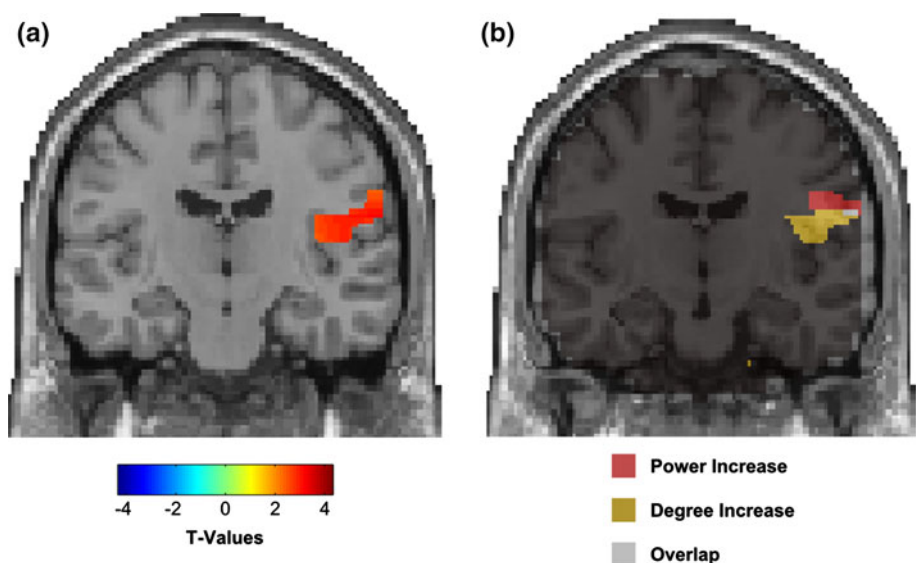 (a)
(b)
-4 -2 0 2 4
T-Values
Power Increase
Degree Increase
Overlap